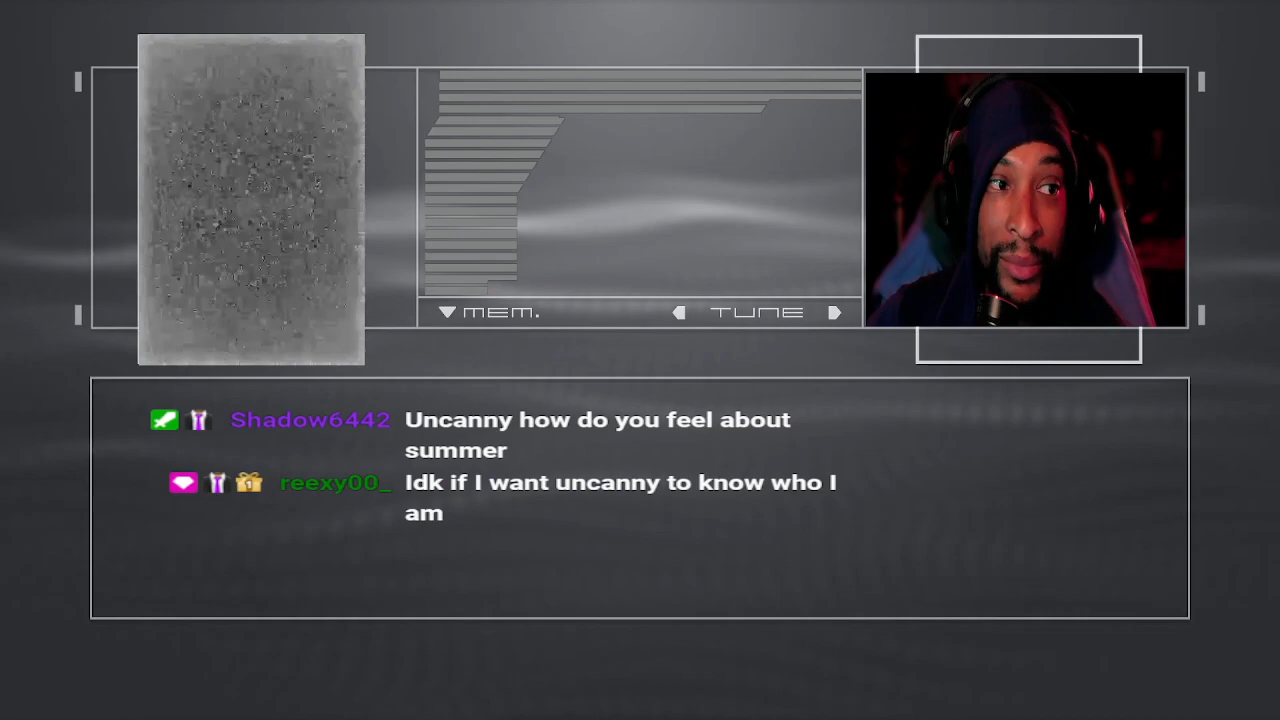 MEM.
TUNE
Shadow6442 Uncanny how do you feel about
summer
reexy00_ Idk if I want uncanny to know who I
am